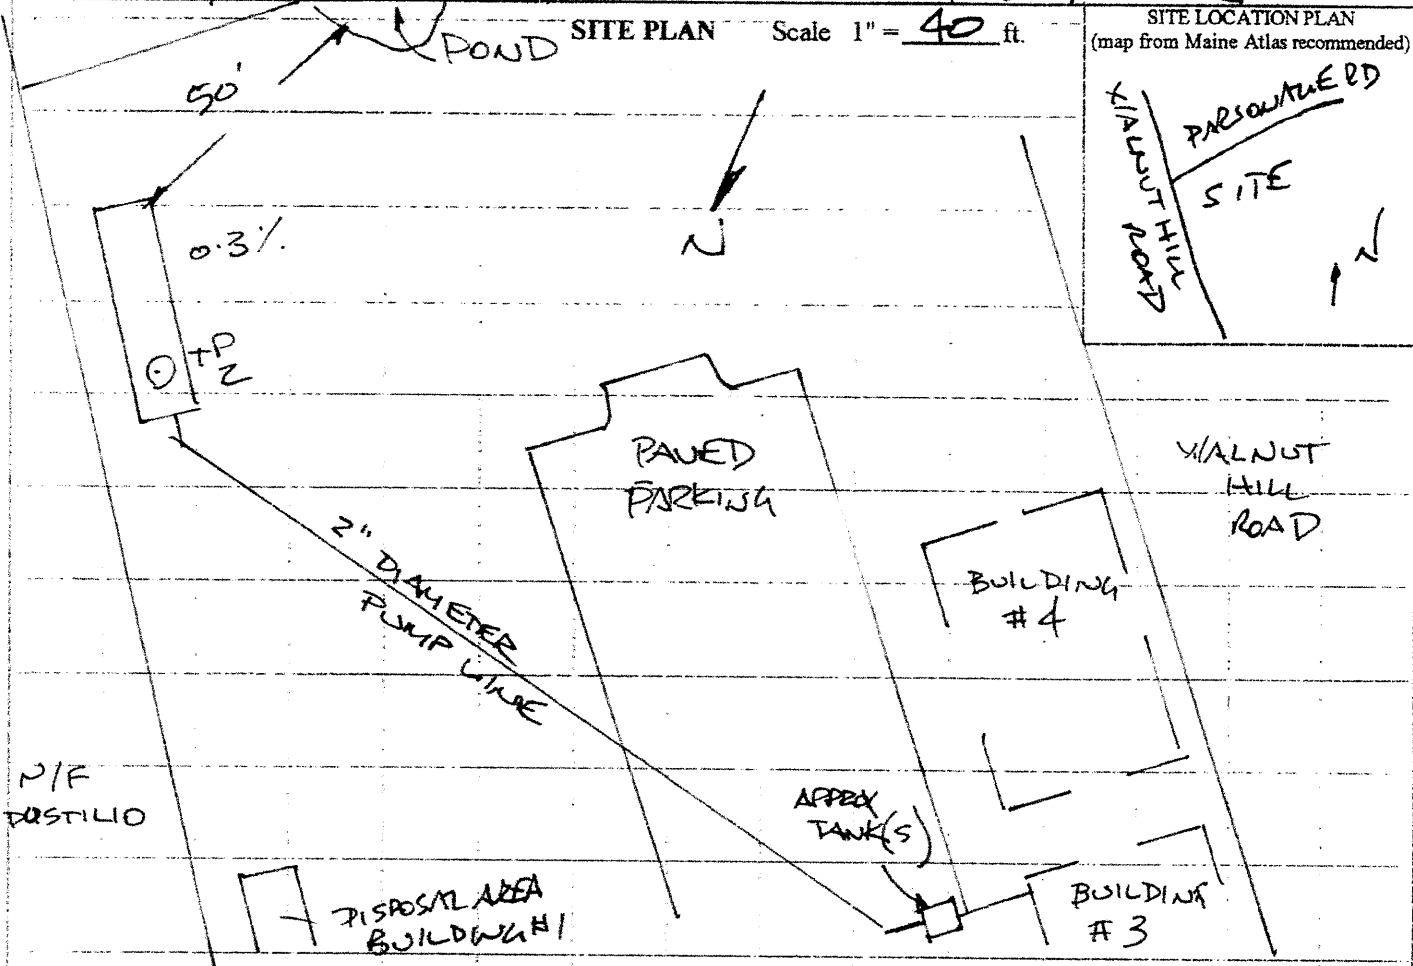 SITE PLAN Scale 1" = 40 ft.
POND
50'
0.3%
N
TP
2
PAVED
PARKING
2" DIAMETER
PUMP LINE
BUILDING
#4
WALNUT
HILL
ROAD
N/F
APPROX
TANK(S)
DISPOSAL AREA
BUILDING #1
BUILDING
#3
SITE LOCATION PLAN
(map from Maine Atlas recommended)
WALNUT HILL
ROAD
PARSONAGE RD
SITE
N